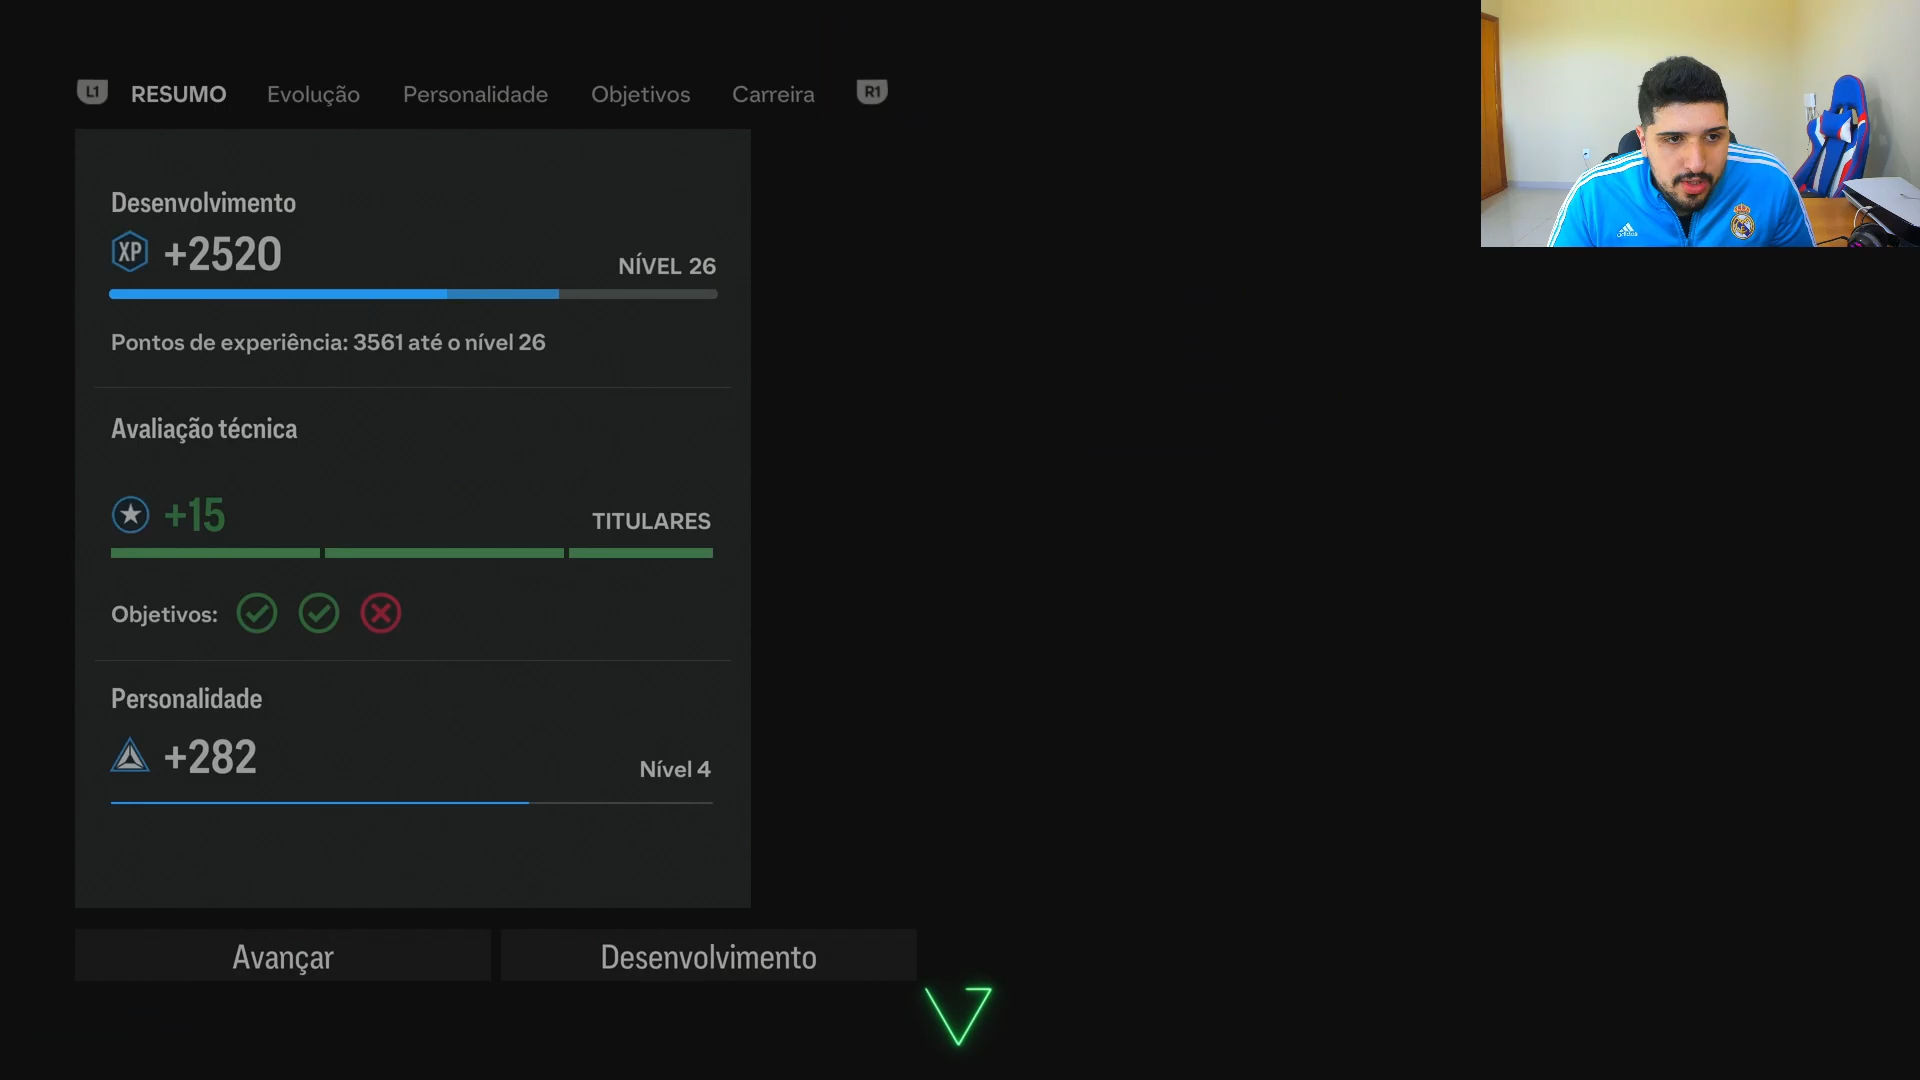 L1 RESUMO Evolução Personalidade Objetivos Carreira R1
Desenvolvimento
XP +2520
NÍVEL 26
Pontos de experiência: 3561 até o nível 26
Avaliação técnica
+15
TITULARES
Objetivos:
Personalidade
+282
Nível 4
Avançar Desenvolvimento
adidas